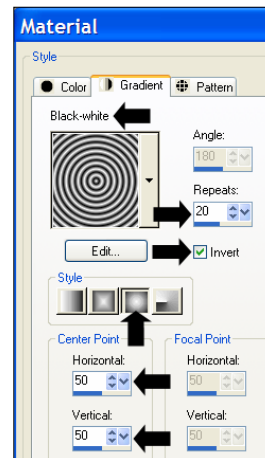 Material
Style
Color Gradient Pattern
Black-white
Angle:
180
Repeats:
20
Edit...
Invert
Style
Center Point Focal Point
Horizontal: Horizontal:
50 50
Vertical: Vertical:
50 50